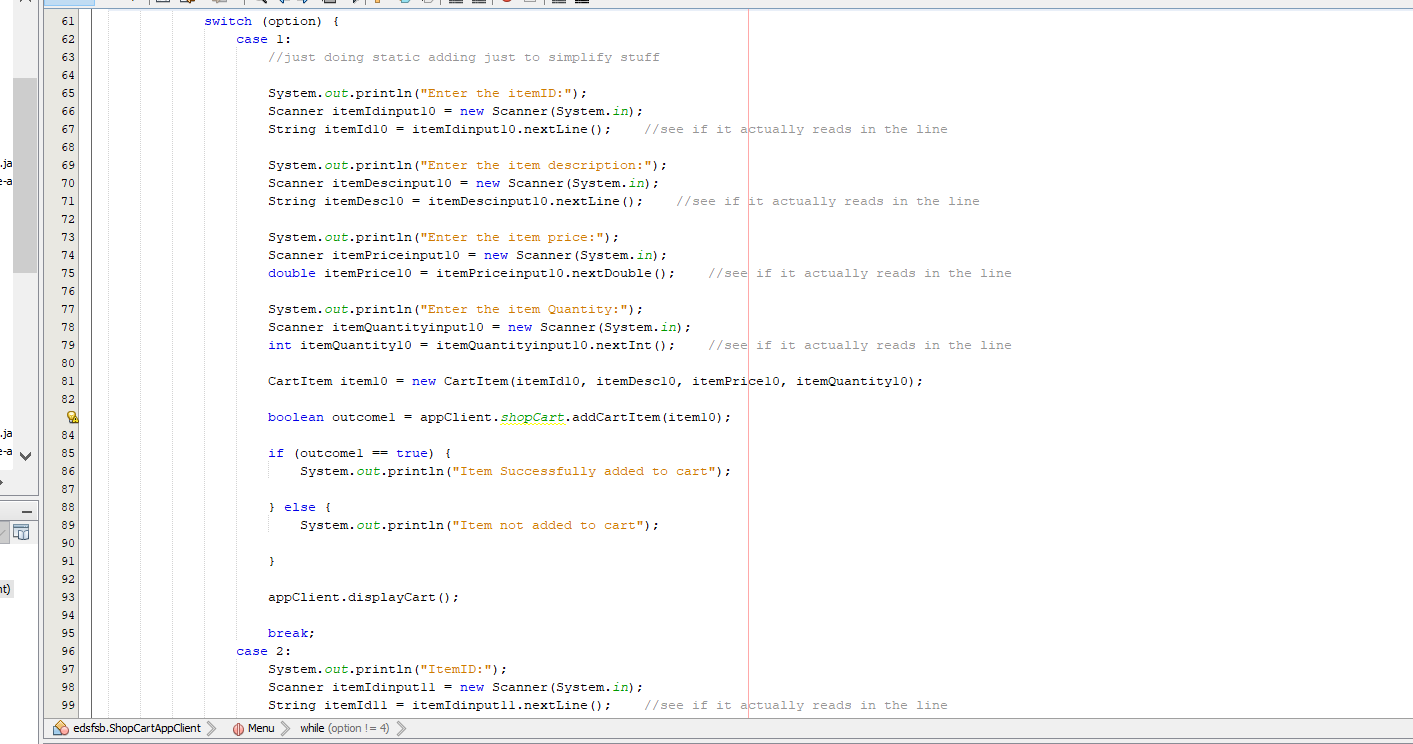 61 switch (option) {
62 case 1:
63 //just doing static adding just to simplify stuff
64
65 System.out.println("Enter the itemID:");
66 Scanner itemIdinput10 = new Scanner(System.in);
67 String itemId10 = itemIdinput10.nextLine(); //see if it actually reads in the line
68
69 System.out.println("Enter the item description:");
70 Scanner itemDescinput10 = new Scanner(System.in);
71 String itemDesc10 = itemDescinput10.nextLine(); //see if it actually reads in the line
72
73 System.out.println("Enter the item price:");
74 Scanner itemPriceinput10 = new Scanner(System.in);
75 double itemPrice10 = itemPriceinput10.nextDouble(); //see if it actually reads in the line
76
77 System.out.println("Enter the item Quantity:");
78 Scanner itemQuantityinput10 = new Scanner(System.in);
79 int itemQuantity10 = itemQuantityinput10.nextInt(); //see if it actually reads in the line
80
81 CartItem item10 = new CartItem(itemId10, itemDesc10, itemPrice10, itemQuantity10);
82
boolean outcome1 = appClient.shopCart.addCartItem(item10);
84
85 if (outcome1 == true) {
86 System.out.println("Item Successfully added to cart");
87
88 } else {
89 System.out.println("Item not added to cart");
90
91 }
92
93 appClient.displayCart();
94
95 break;
96 case 2:
97 System.out.println("ItemID:");
98 Scanner itemIdinput11 = new Scanner(System.in);
99 String itemId11 = itemIdinput11.nextLine(); //see if it actually reads in the line
.ja
e-a
.ja
e-a
nt)
edsfsb.ShopCartAppClient Menu while (option != 4)